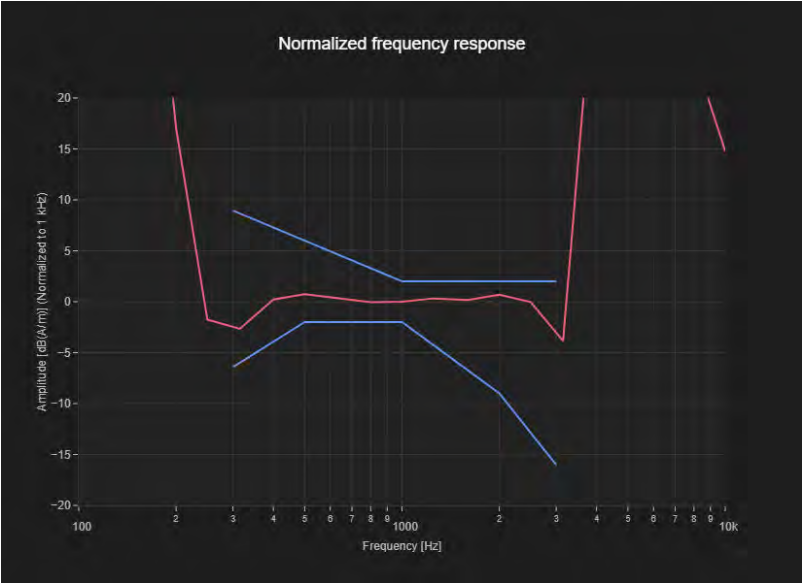 Normalized frequency response
Amplitude [dB(A/m)] (Normalized to 1 kHz)
20
15
10
5
0
−5
−10
−15
−20
100 2 3 4 5 6 7 8 9 1000 2 3 4 5 6 7 8 9 10k
Frequency [Hz]